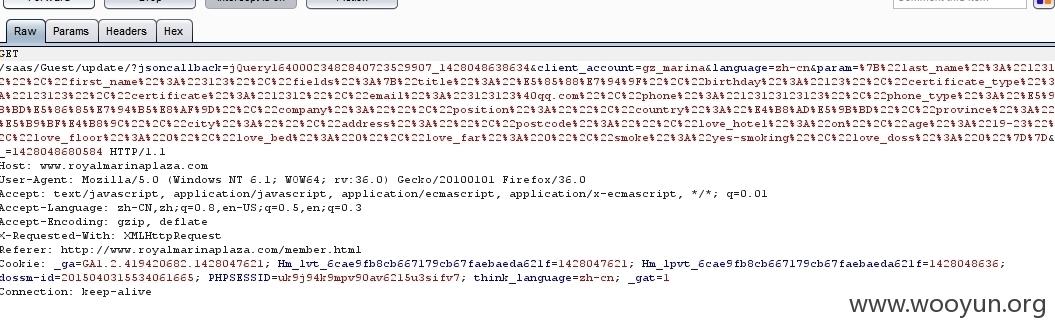 Raw Params Headers Hex
GET
/saas/Guest/update/?jsoncallback=jQuery16400023482840723529907_1428048638634&client_account=gz_marina&language=zh-cn&param=%7B%22last_name%22%3A%22123
2%22%2C%22first_name%22%3A%223123%22%2C%22fields%22%3A%7B%22title%22%3A%22%E5%85%88%E7%94%9F%22%2C%22birthday%22%3A%22123123%22%2C%22certificate_type%22%3
A%22123123%22%2C%22certificate%22%3A%2212312%22%2C%22email%22%3A%223123123%40qq.com%22%2C%22phone%22%3A%22123123123123%22%2C%22phone_type%22%3A%22%E5%9
B%BD%E5%86%85%E7%94%B5%E8%AF%9D%22%2C%22company%22%3A%22%22%2C%22position%22%3A%22%22%2C%22country%22%3A%22%E4%B8%AD%E5%9B%BD%22%2C%22province%22%3A%22
%E5%B9%BF%E4%B8%9C%22%2C%22city%22%3A%22%22%2C%22address%22%3A%22%22%2C%22postcode%22%3A%22%22%2C%22love_hotel%22%3A%22on%22%2C%22age%22%3A%2219-23%22%
2C%22love_floor%22%3A%220%22%2C%22love_bed%22%3A%220%22%2C%22love_far%22%3A%220%22%2C%22smoke%22%3A%22yes-smoking%22%2C%22love_doss%22%3A%220%22%7D%7D&
_=1428048680584 HTTP/1.1
Host: www.royalmarinaplaza.com
User-Agent: Mozilla/5.0 (Windows NT 6.1; WOW64; rv:36.0) Gecko/20100101 Firefox/36.0
Accept: text/javascript, application/javascript, application/ecmascript, application/x-ecmascript, */*; q=0.01
Accept-Language: zh-CN,zh;q=0.8,en-US;q=0.5,en;q=0.3
Accept-Encoding: gzip, deflate
X-Requested-With: XMLHttpRequest
Referer: http://www.royalmarinaplaza.com/member.html
Cookie: _ga=GA1.2.419420682.1428047621; Hm_lvt_6cae9fb8cb667179cb67faebaeda621f=1428047621; Hm_lpvt_6cae9fb8cb667179cb67faebaeda621f=1428048636;
dossm-id=2015040315534061665; PHPSESSID=uk9j94k9mpv90av6215u3sifv7; think_language=zh-cn; _gat=1
Connection: keep-alive
www.wooyun.org